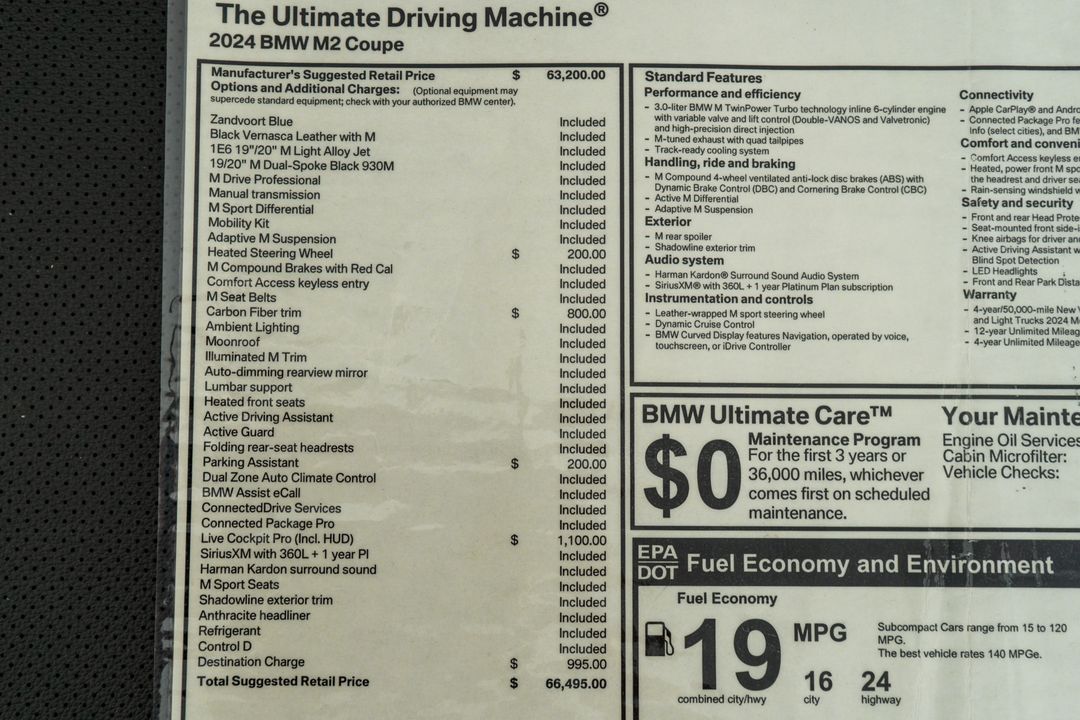 The Ultimate Driving Machine®
2024 BMW M2 Coupe
Manufacturer's Suggested Retail Price $ 63,200.00
Options and Additional Charges: (Optional equipment may
supercede standard equipment; check with your authorized BMW center).
Zandvoort Blue Included
Black Vernasca Leather with M Included
1E6 19"/20" M Light Alloy Jet Included
19/20" M Dual-Spoke Black 930M Included
M Drive Professional Included
Manual transmission Included
M Sport Differential Included
Mobility Kit Included
Adaptive M Suspension Included
Heated Steering Wheel $ 200.00
M Compound Brakes with Red Cal Included
Comfort Access keyless entry Included
M Seat Belts Included
Carbon Fiber trim $ 800.00
Ambient Lighting Included
Moonroof Included
Illuminated M Trim Included
Auto-dimming rearview mirror Included
Lumbar support Included
Heated front seats Included
Active Driving Assistant Included
Active Guard Included
Folding rear-seat headrests Included
Parking Assistant $ 200.00
Dual Zone Auto Climate Control Included
BMW Assist eCall Included
ConnectedDrive Services Included
Connected Package Pro Included
Live Cockpit Pro (Incl. HUD) $ 1,100.00
SiriusXM with 360L + 1 year Pl Included
Harman Kardon surround sound Included
M Sport Seats Included
Shadowline exterior trim Included
Anthracite headliner Included
Refrigerant Included
Control D Included
Destination Charge $ 995.00
Total Suggested Retail Price $ 66,495.00
Standard Features
Performance and efficiency
- 3.0-liter BMW M TwinPower Turbo technology inline 6-cylinder engine
with variable valve and lift control (Double-VANOS and Valvetronic)
and high-precision direct injection
- M-tuned exhaust with quad tailpipes
- Track-ready cooling system
Handling, ride and braking
- M Compound 4-wheel ventilated anti-lock disc brakes (ABS) with
Dynamic Brake Control (DBC) and Cornering Brake Control (CBC)
- Active M Differential
- Adaptive M Suspension
Exterior
- M rear spoiler
- Shadowline exterior trim
Audio system
- Harman Kardon® Surround Sound Audio System
- SiriusXM® with 360L + 1 year Platinum Plan subscription
Instrumentation and controls
- Leather-wrapped M sport steering wheel
- Dynamic Cruise Control
- BMW Curved Display features Navigation, operated by voice,
touchscreen, or iDrive Controller
Connectivity
- Apple CarPlay® and Andro
- Connected Package Pro fe
Info (select cities), and BM
Comfort and conveni
- Comfort Access keyless e
- Heated, power front M spo
the headrest and driver sea
- Rain-sensing windshield w
Safety and security
- Front and rear Head Prote
- Seat-mounted front side-i
- Knee airbags for driver an
- Active Driving Assistant w
Blind Spot Detection
- LED Headlights
- Front and Rear Park Dista
Warranty
- 4-year/50,000-mile New V
and Light Trucks 2024 M
- 12-year Unlimited Mileag
- 4-year Unlimited Mileage
BMW Ultimate Care™
$0
Maintenance Program
For the first 3 years or
36,000 miles, whichever
comes first on scheduled
maintenance.
Your Mainte
Engine Oil Services
Cabin Microfilter:
Vehicle Checks:
EPA
DOT
Fuel Economy and Environment
Fuel Economy
19
MPG
combined city/hwy
16
city
24
highway
Subcompact Cars range from 15 to 120
MPG.
The best vehicle rates 140 MPGe.